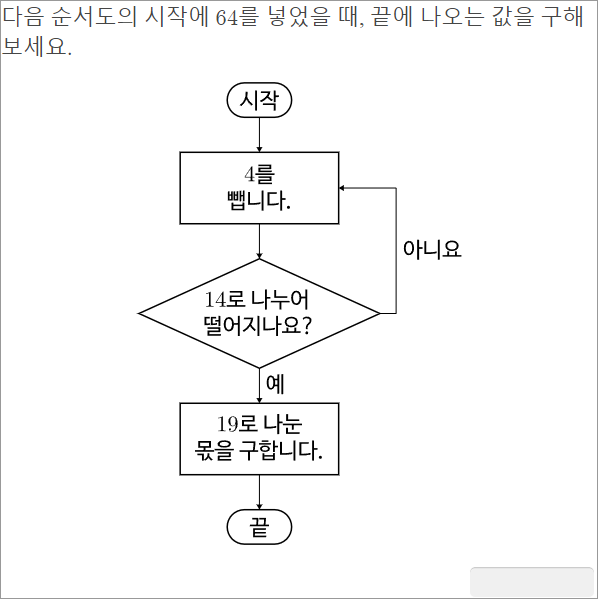 다음 순서도의 시작에 64를 넣었을 때, 끝에 나오는 값을 구해
보세요.
시작
4를
뺍니다.
아니요
14로 나누어
떨어지나요?
예
19로 나눈
몫을 구합니다.
끝